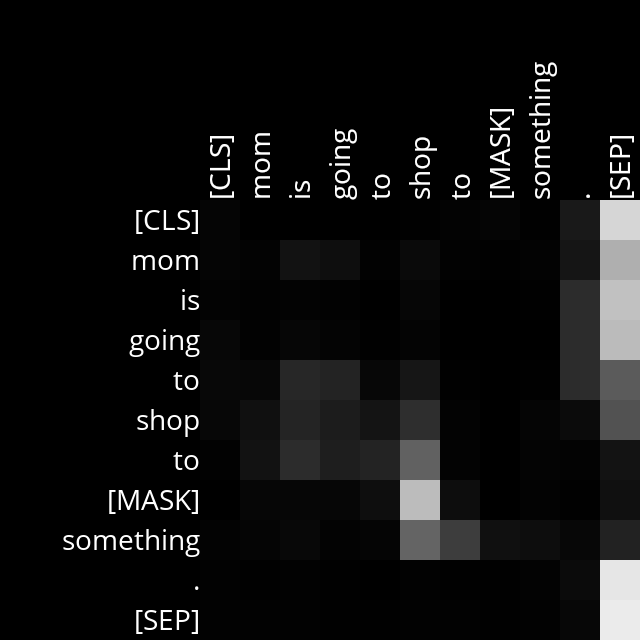 [CLS]
mom
is
going
to
shop
to
[MASK]
something
.
[SEP]
[CLS]
mom
is
going
to
shop
to
[MASK]
something
.
[SEP]